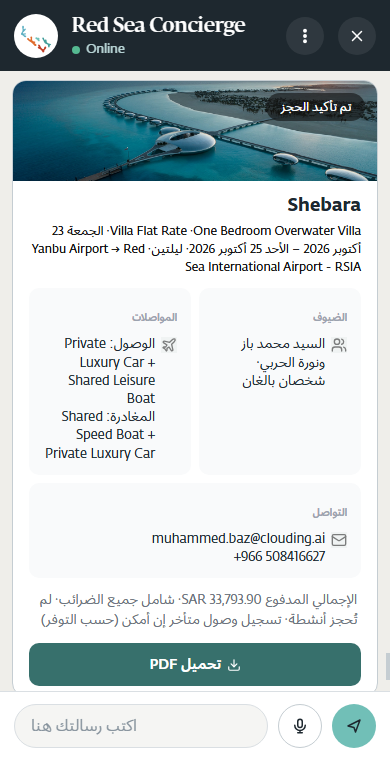 Red Sea Concierge
Online
تم تأكيد الحجز
Shebara
One Bedroom Overwater Villa · Villa Flat Rate · الجمعة 23
أكتوبر 2026 – الأحد 25 أكتوبر 2026 · ليلتين · Yanbu Airport → Red
Sea International Airport - RSIA
الضيوف
السيد محمد باز
ونورة الحربي ·
شخصان بالغان
المواصلات
الوصول: Private
Luxury Car +
Shared Leisure
Boat
المغادرة: Shared
Speed Boat +
Private Luxury Car
التواصل
muhammed.baz@clouding.ai
+966 508416627
الإجمالي المدفوع SAR 33,793.90 · شامل جميع الضرائب · لم
تُحجز أنشطة · تسجيل وصول متأخر إن أمكن (حسب التوفر)
تحميل PDF
اكتب رسالتك هنا